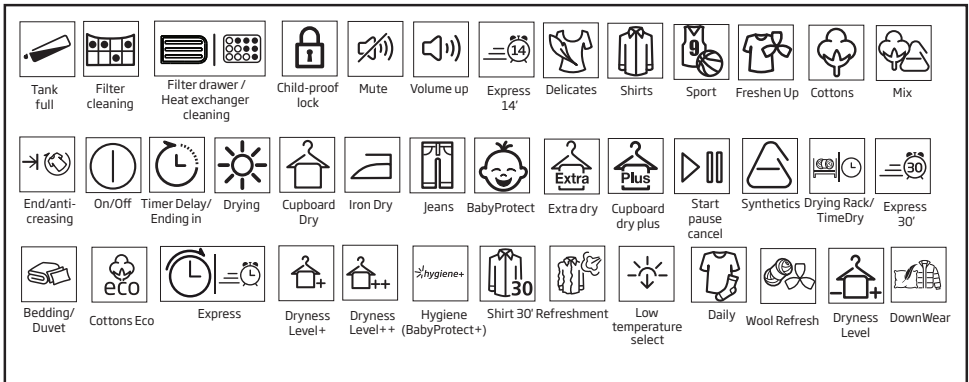 9
14
Tank full
Filter cleaning
Filter drawer / Heat exchanger cleaning
Child-proof lock
Mute
Volume up
Express 14'
Delicates
Shirts
Sport
Freshen Up
Cottons
Mix
Extra
Plus
30
End/anti-creasing
On/Off
Timer Delay/ Ending in
Drying
Cupboard Dry
Iron Dry
Jeans
BabyProtect
Extra dry
Cupboard dry plus
Start pause cancel
Synthetics
Drying Rack/ TimeDry
Express 30'
eco
+
++
hygiene+
30
- +
Bedding/ Duvet
Cottons Eco
Express
Dryness Level+
Dryness Level++
Hygiene (BabyProtect+)
Shirt 30'
Refreshment
Low temperature select
Daily
Wool Refresh
Dryness Level
DownWear